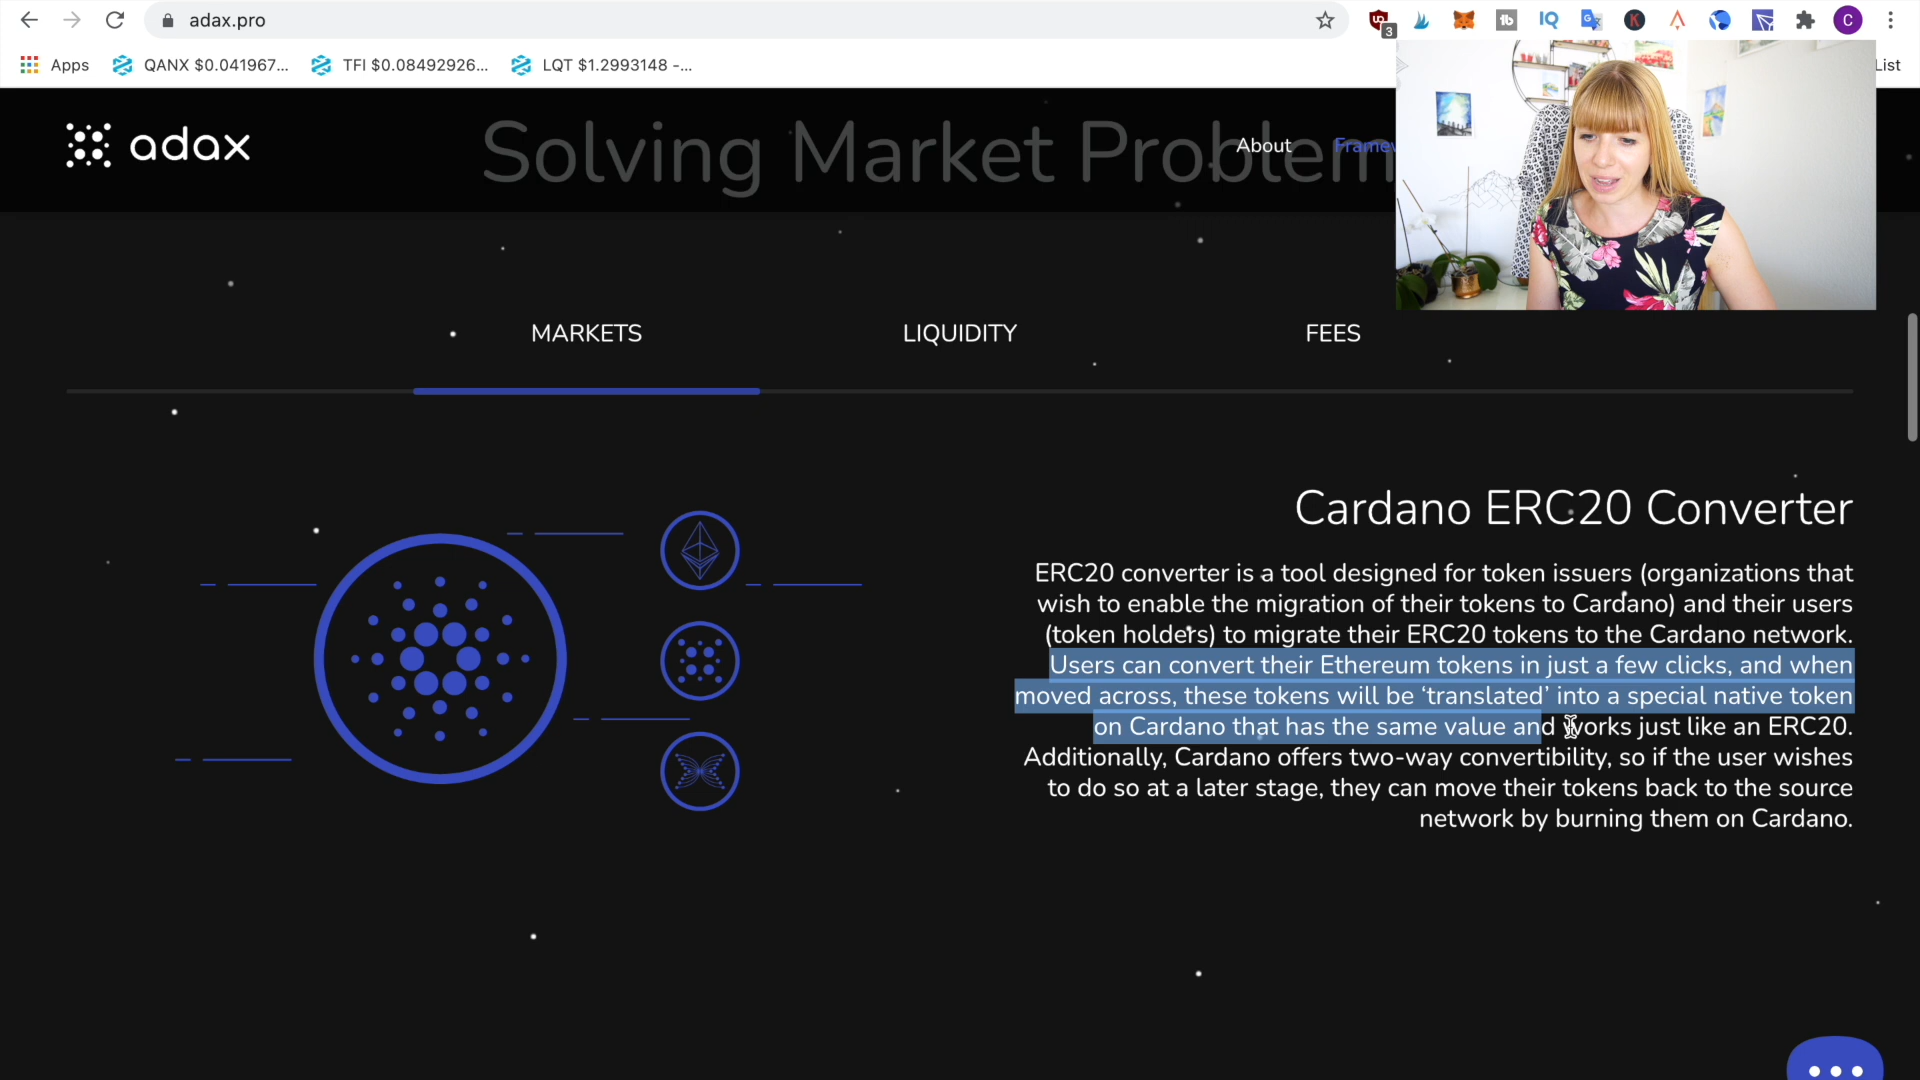 adax.pro
3
C
Apps
QANX $0.041967...
TFI $0.08492926...
LQT $1.2993148 -...
List
adax
Solving Market Problem
About
Framew
MARKETS
LIQUIDITY
FEES
Cardano ERC20 Converter
ERC20 converter is a tool designed for token issuers (organizations that
wish to enable the migration of their tokens to Cardano) and their users
(token holders) to migrate their ERC20 tokens to the Cardano network.
Users can convert their Ethereum tokens in just a few clicks, and when
moved across, these tokens will be ‘translated’ into a special native token
on Cardano that has the same value and works just like an ERC20.
Additionally, Cardano offers two-way convertibility, so if the user wishes
to do so at a later stage, they can move their tokens back to the source
network by burning them on Cardano.